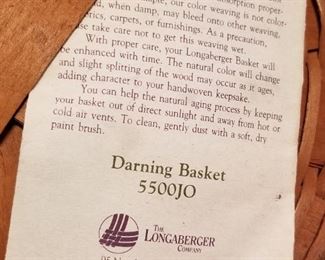 sorption proper-
our color weaving is not color-
d, when damp, may bleed onto other weaving,
rics, carpets, or furnishings. As a precaution,
se take care not to get this weaving wet.
With proper care, your Longaberger Basket will
be enhanced with time. The natural color will change
and slight splitting of the wood may occur as it ages,
adding character to your handwoven keepsake.
You can help the natural aging process by keeping
your basket out of direct sunlight and away from hot or
cold air vents. To clean, gently dust with a soft, dry
paint brush.
Darning Basket
5500JO
THE
LONGABERGER
COMPANY